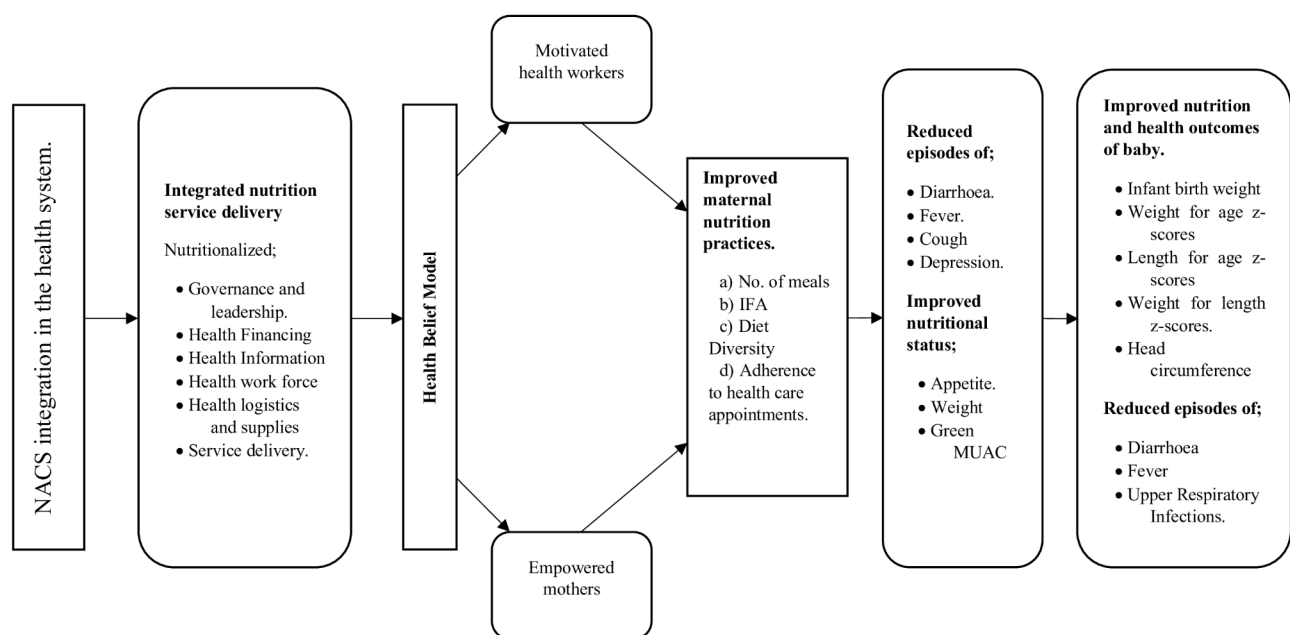 NACS integration in the health system.
Integrated nutrition
service delivery
Nutritionalized;
• Governance and
leadership.
• Health Financing
• Health Information
• Health work force
• Health logistics
and supplies
• Service delivery.
Health Belief Model
Motivated
health workers
Empowered
mothers
Improved
maternal
nutrition
practices.
a) No. of meals
b) IFA
c) Diet
Diversity
d) Adherence
to health care
appointments.
Reduced
episodes of;
• Diarrhoea.
• Fever.
• Cough
• Depression.
Improved
nutritional
status;
• Appetite.
• Weight
• Green
MUAC
Improved nutrition
and health outcomes
of baby.
• Infant birth weight
• Weight for age z-
scores
• Length for age z-
scores
• Weight for length
z-scores.
• Head
circumference
Reduced episodes of;
• Diarrhoea
• Fever
• Upper Respiratory
Infections.